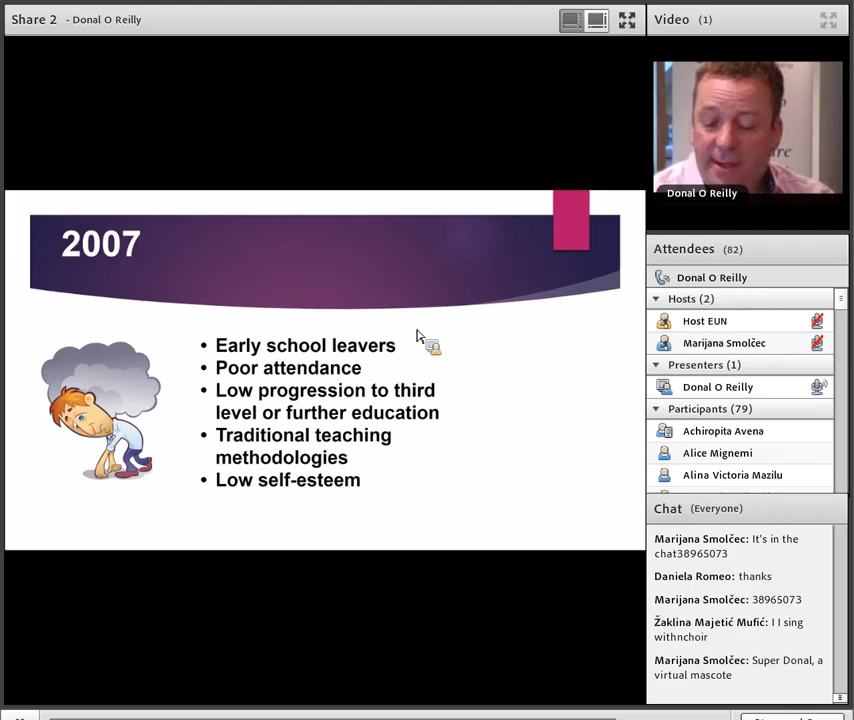 Share 2 - Donal O Reilly
Video (1)
Donal O Reilly
2007
• Early school leavers
• Poor attendance
• Low progression to third
level or further education
• Traditional teaching
methodologies
• Low self-esteem
Attendees (82)
Donal O Reilly
Hosts (2)
Host EUN
Marijana Smolčec
Presenters (1)
Donal O Reilly
Participants (79)
Achiropita Avena
Alice Mignemi
Alina Victoria Mazilu
Chat (Everyone)
Marijana Smolčec: It's in the
chat38965073
Daniela Romeo: thanks
Marijana Smolčec: 38965073
Žaklina Majetić Mufić: I I sing
withnchoir
Marijana Smolčec: Super Donal, a
virtual mascote